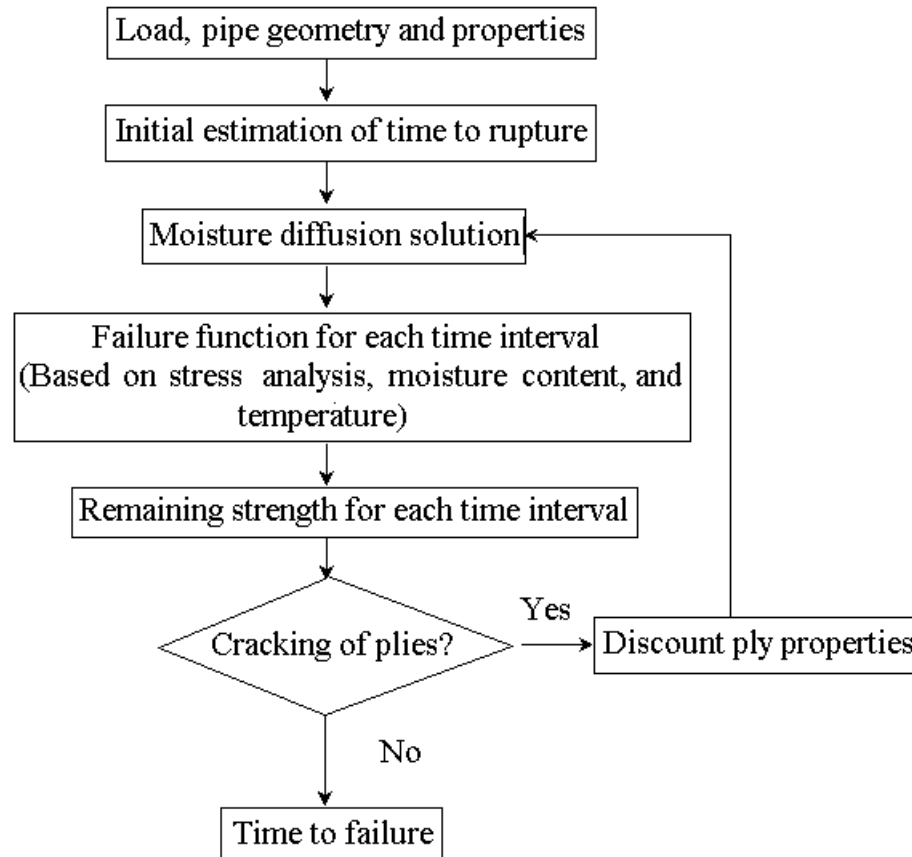 Load, pipe geometry and properties
Initial estimation of time to rupture
Moisture diffusion solution
Failure function for each time interval
(Based on stress analysis, moisture content, and
temperature)
Remaining strength for each time interval
Cracking of plies?
Yes
Discount ply properties
No
Time to failure